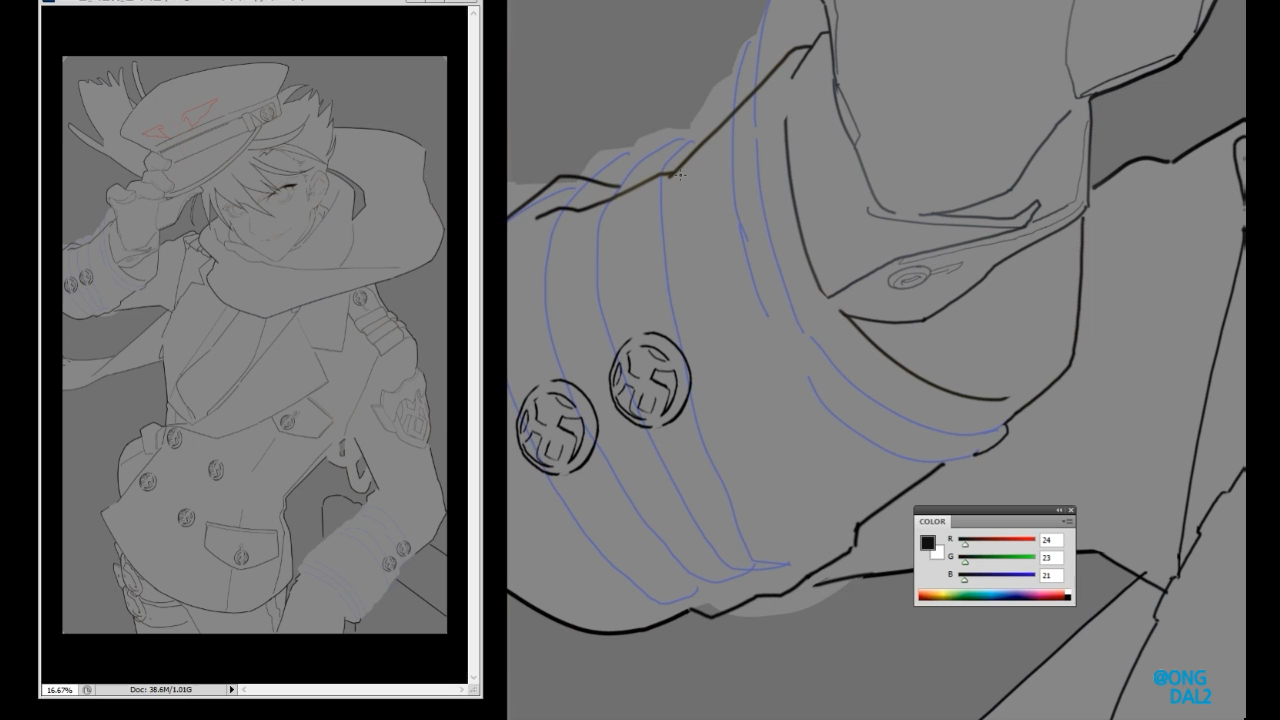 16.67%
Doc: 38.6M/1.01G
COLOR
R 24
G 23
B 21
@ONG
DAL2